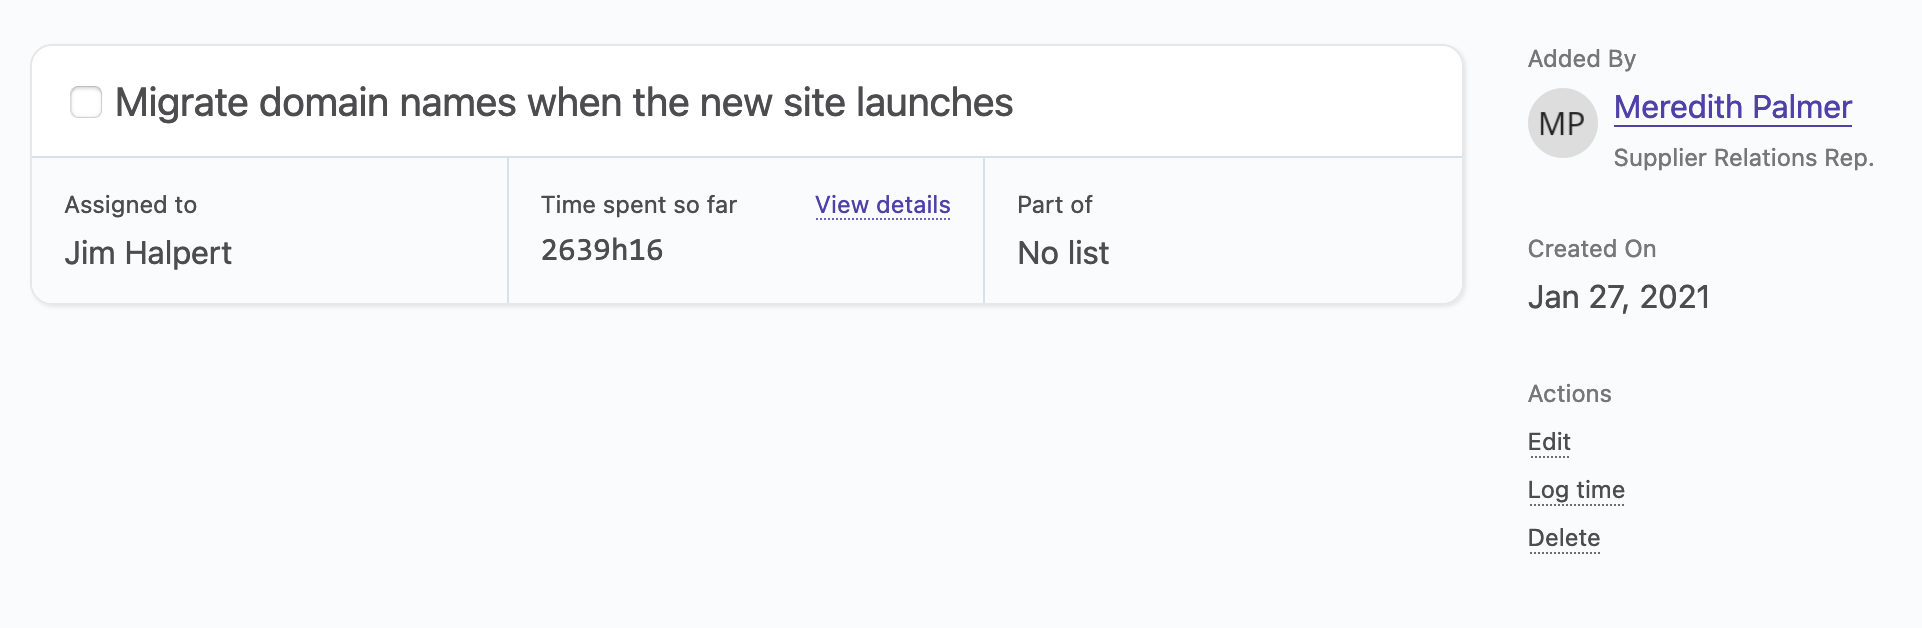 Migrate domain names when the new site launches
Assigned to
Jim Halpert
Time spent so far
View details
2639h16
Part of
No list
Added By
MP
Meredith Palmer
Supplier Relations Rep.
Created On
Jan 27, 2021
Actions
Edit
Log time
Delete